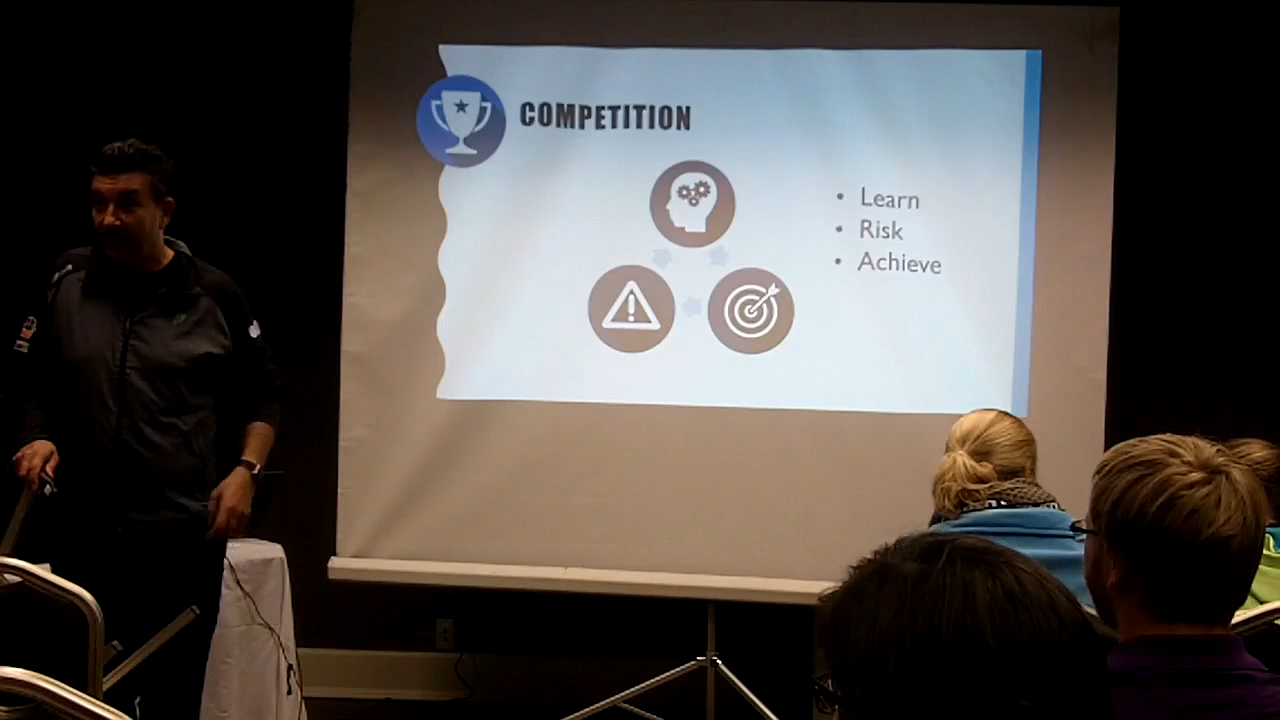 COMPETITION
• Learn
• Risk
• Achieve